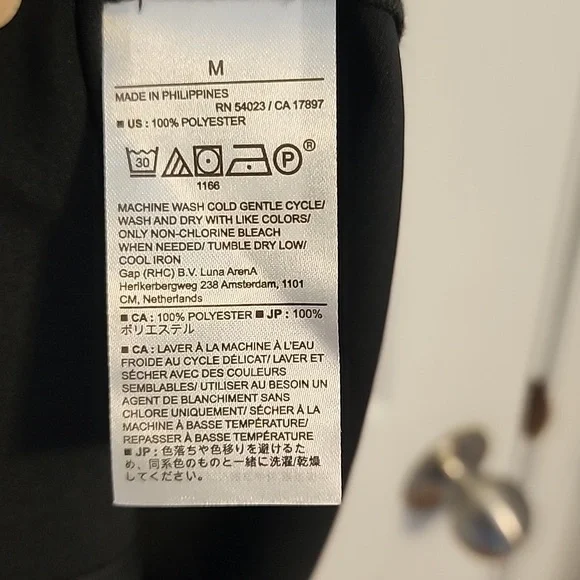 M
MADE IN PHILIPPINES
RN 54023 / CA 17897
■ US : 100% POLYESTER
30 P ®
1166
MACHINE WASH COLD GENTLE CYCLE/
WASH AND DRY WITH LIKE COLORS/
ONLY NON-CHLORINE BLEACH
WHEN NEEDED/ TUMBLE DRY LOW/
COOL IRON
Gap (RHC) B.V. Luna ArenA
Herikerbergweg 238 Amsterdam, 1101
CM, Netherlands
■ CA : 100% POLYESTER ■ JP : 100%
ポリエステル
■ CA : LAVER À LA MACHINE À L'EAU
FROIDE AU CYCLE DÉLICAT/ LAVER ET
SÉCHER AVEC DES COULEURS
SEMBLABLES/ UTILISER AU BESOIN UN
AGENT DE BLANCHIMENT SANS
CHLORE UNIQUEMENT/ SÉCHER À LA
MACHINE À BASSE TEMPÉRATURE/
REPASSER À BASSE TEMPÉRATURE
■ JP : 色落ちや色移りを避けるた
め、同系色のものと一緒に洗濯/乾燥
してください。